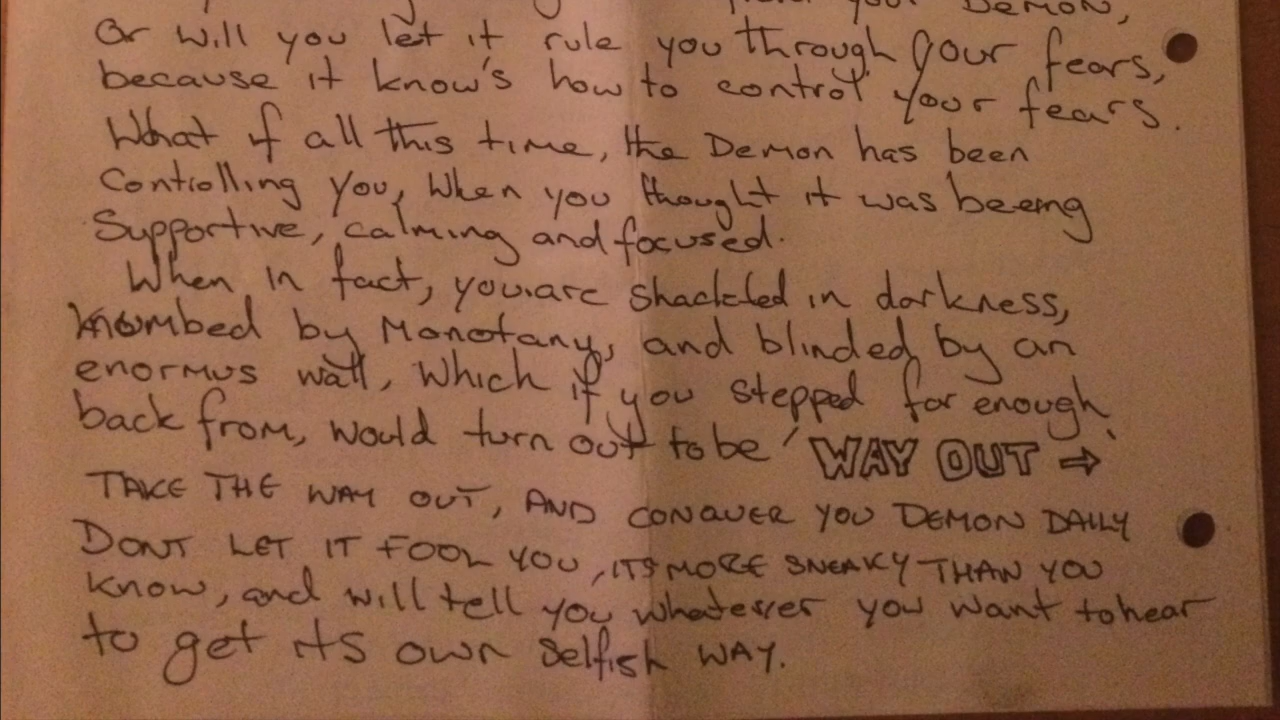 your Demon,
Or will you let it rule you through your fears,
because it know's how to control your fears.
What if all this time, the Demon has been
Controlling you, When you thought it was beeing
Supportive, calming and focused.
When in fact, you are shackled in darkness,
by Monotany, and blinded by an
enormus wall, Which if you stepped far enough
back from, Would turn out to be 'WAY OUT →'
TAKE THE WAY OUT, AND CONQUER YOU DEMON DAILY
DONT LET IT FOOL YOU, ITS MORE SNEAKY THAN YOU
know, and will tell you whatever you want to hear
to get its own selfish WAY.